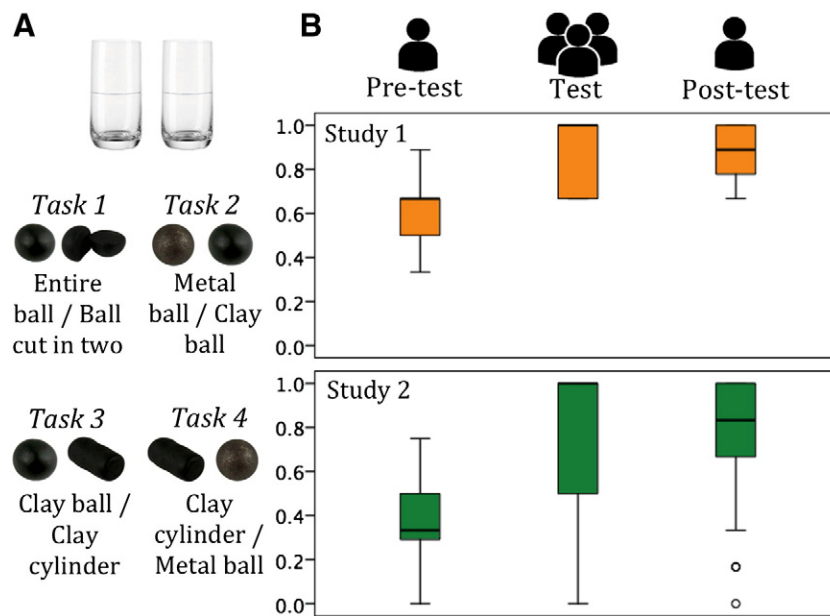 A
Task 1
Entire
ball / Ball
cut in two
Task 2
Metal
ball / Clay
ball
Task 3
Clay ball /
Clay
cylinder
Task 4
Clay
cylinder /
Metal ball
B
Pre-test
Test
Post-test
Study 1
1.0
0.8
0.6
0.4
0.2
0.0
Study 2
1.0
0.8
0.6
0.4
0.2
0.0